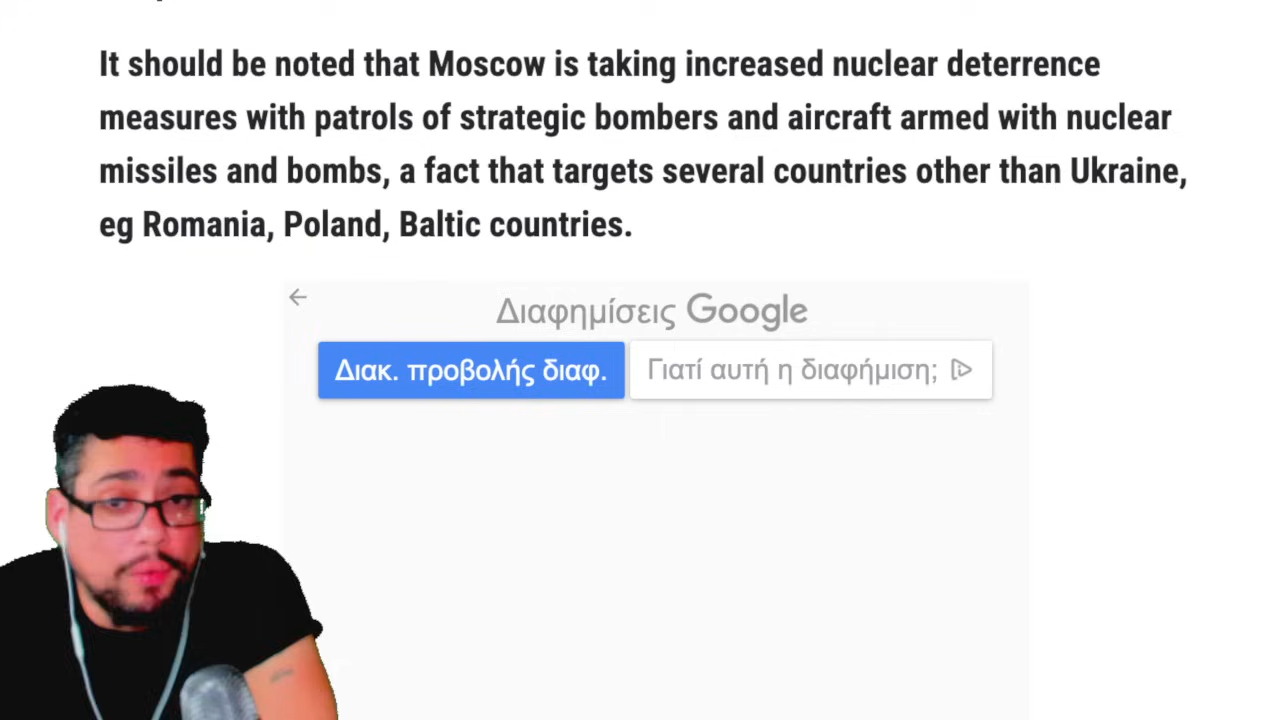 It should be noted that Moscow is taking increased nuclear deterrence
measures with patrols of strategic bombers and aircraft armed with nuclear
missiles and bombs, a fact that targets several countries other than Ukraine,
eg Romania, Poland, Baltic countries.
Διαφημίσεις Google
Διακ. προβολής διαφ.
Γιατί αυτή η διαφήμιση;